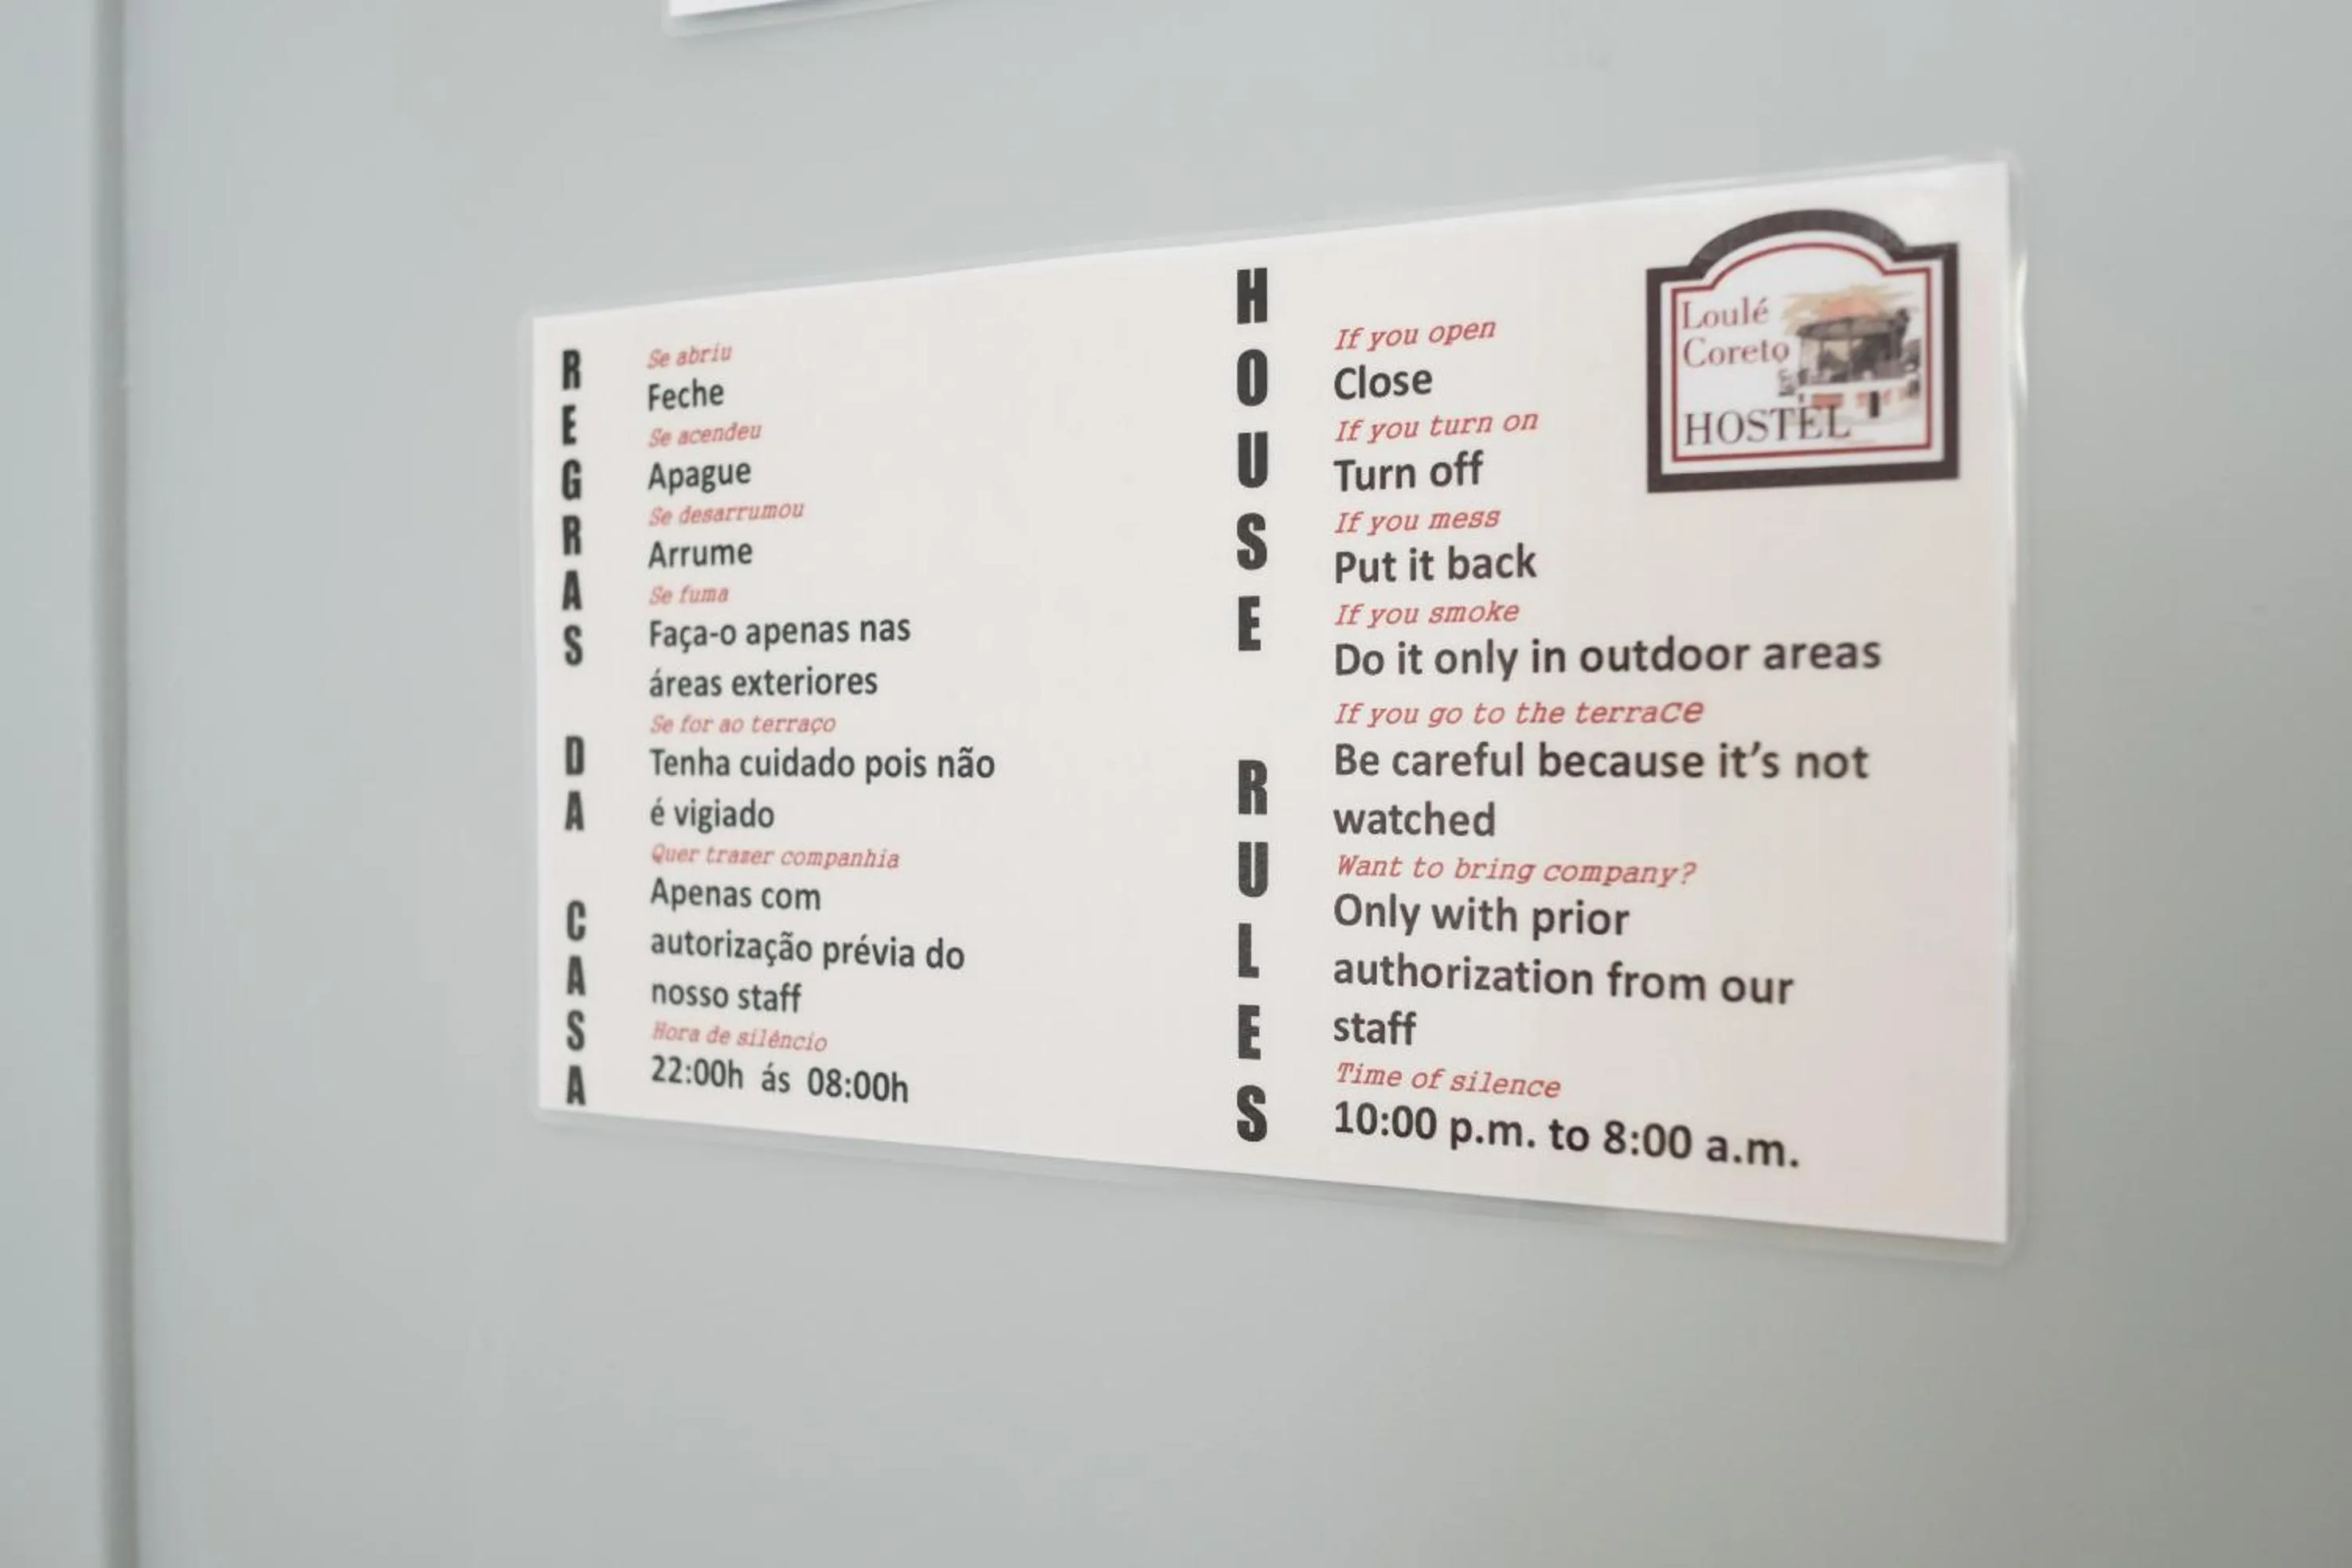 REGRAS DA CASA
Se abriu
Feche
Se acendeu
Apague
Se desarrumou
Arrume
Se fuma
Faça-o apenas nas
áreas exteriores
Se for ao terraço
Tenha cuidado pois não
é vigiado
Quer trazer companhia
Apenas com
autorização prévia do
nosso staff
Hora de silêncio
22:00h ás 08:00h
HOUSE RULES
If you open
Close
If you turn on
Turn off
If you mess
Put it back
If you smoke
Do it only in outdoor areas
If you go to the terrace
Be careful because it's not
watched
Want to bring company?
Only with prior
authorization from our
staff
Time of silence
10:00 p.m. to 8:00 a.m.
Loulé
Coreto
HOSTEL